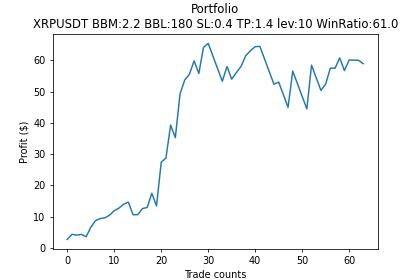 Portfolio
XRPUSDT BBM:2.2 BBL:180 SL:0.4 TP:1.4 lev:10 WinRatio:61.0
60
50
40
30
20
10
0
Profit ($)
0 10 20 30 40 50 60
Trade counts